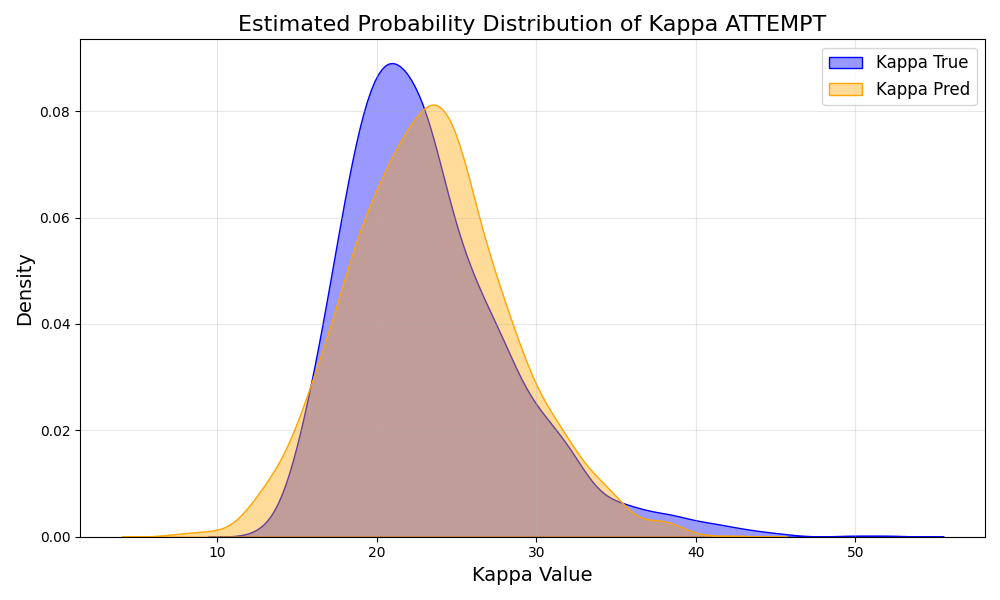 Estimated Probability Distribution of Kappa ATTEMPT
Kappa True
Kappa Pred
Density
0.08
0.06
0.04
0.02
0.00
10 20 30 40 50
Kappa Value